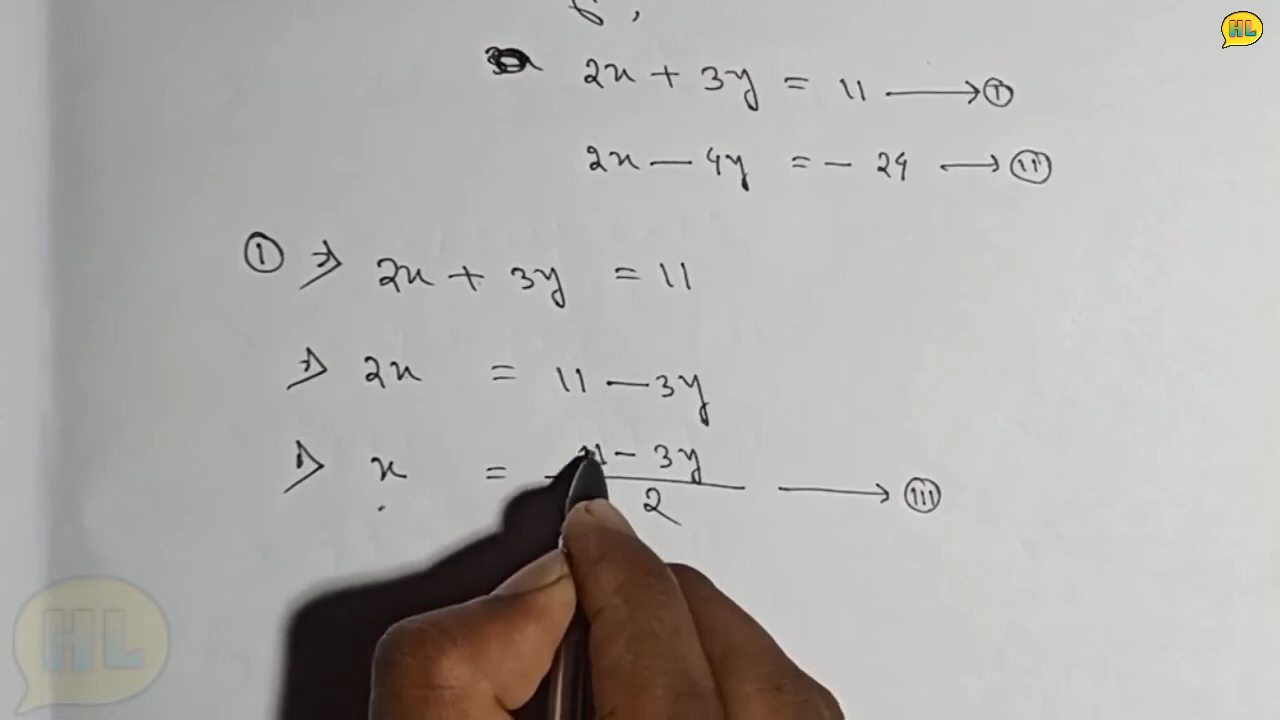 HL
2x + 3y = 11 ⟶ Ⓘ
2x — 4y = - 24 ⟶ ⓘⓘ
① ⇒ 2x + 3y = 11
⇒ 2x = 11 — 3y
⇒ x = 11 - 3y / 2 ⟶ ⓘⓘⓘ
HL